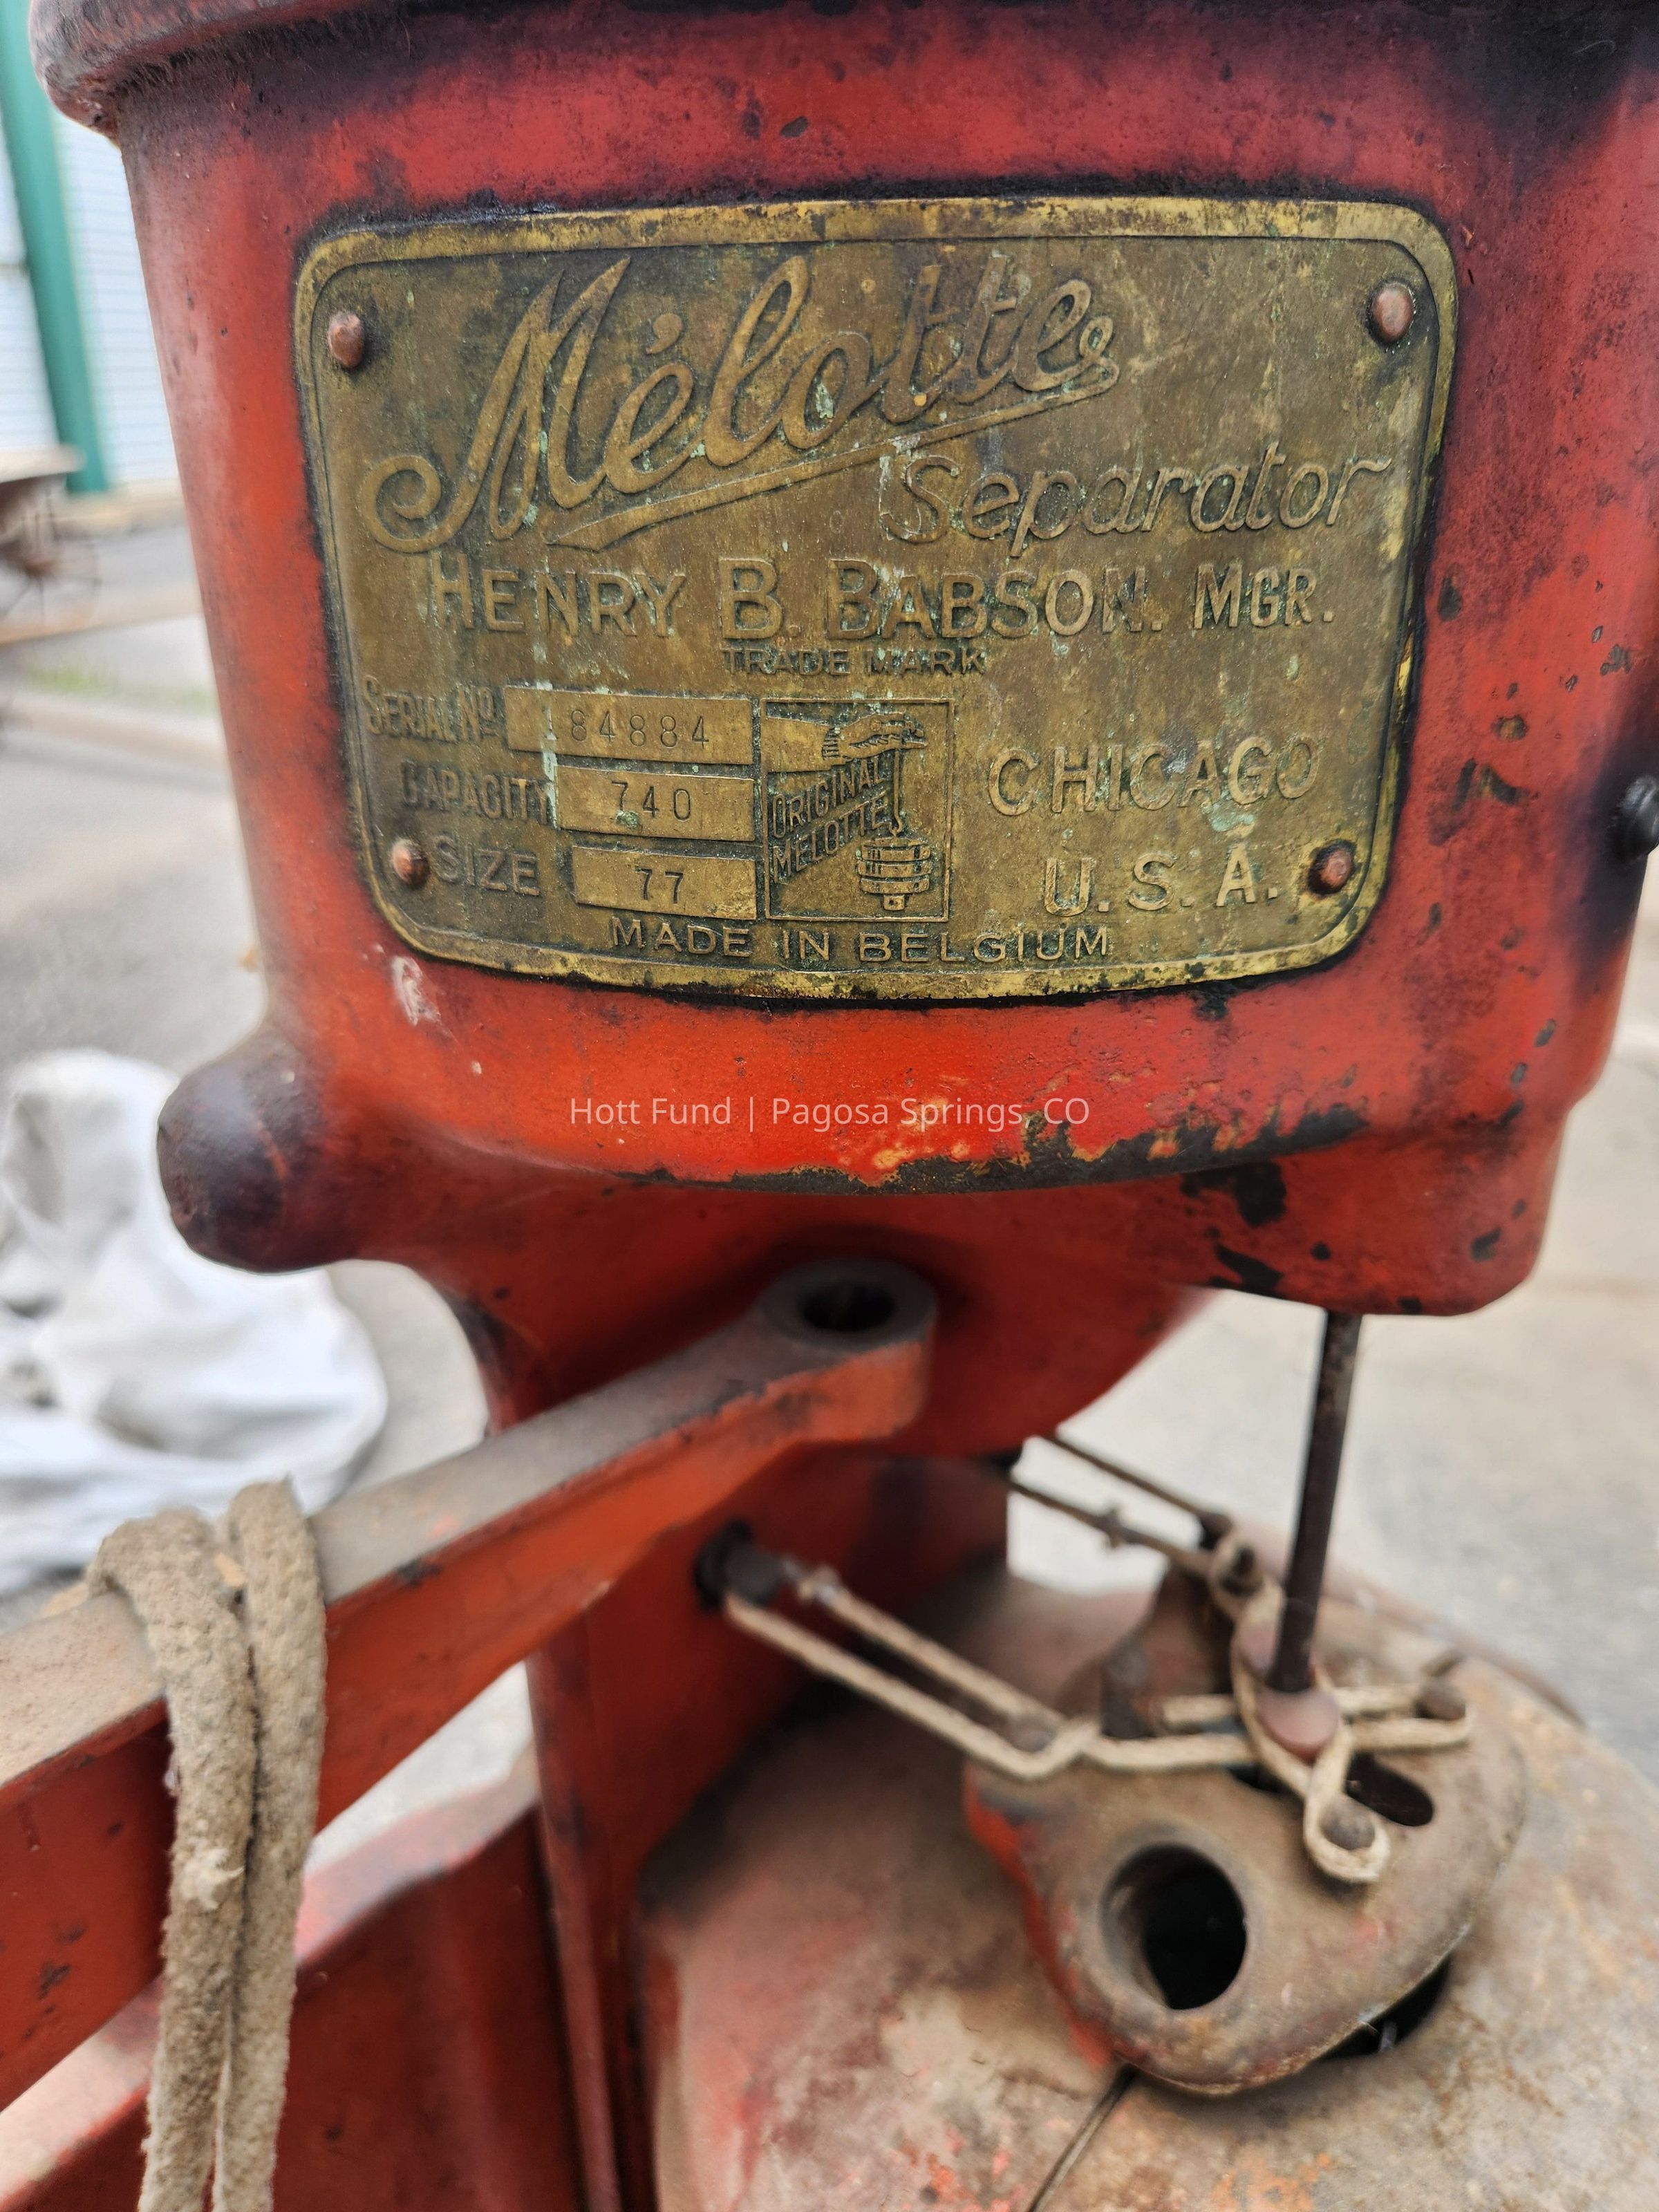 Mélotte
Separator
HENRY B. BABSON. MGR.
TRADE MARK
SERIAL Nº 184884
CAPACITY 740
SIZE 77
ORIGINAL
MELOTTE
CHICAGO
U.S.A.
MADE IN BELGIUM
Hott Fund | Pagosa Springs, CO